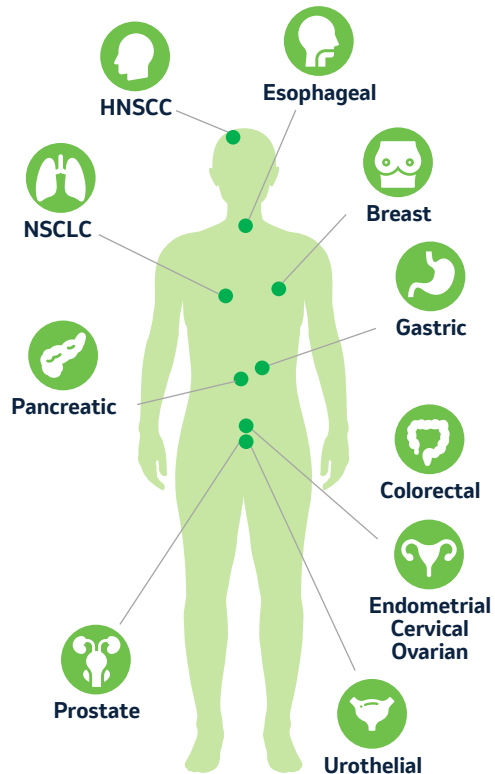 HNSCC
Esophageal
NSCLC
Breast
Gastric
Pancreatic
Colorectal
Endometrial
Cervical
Ovarian
Prostate
Urothelial